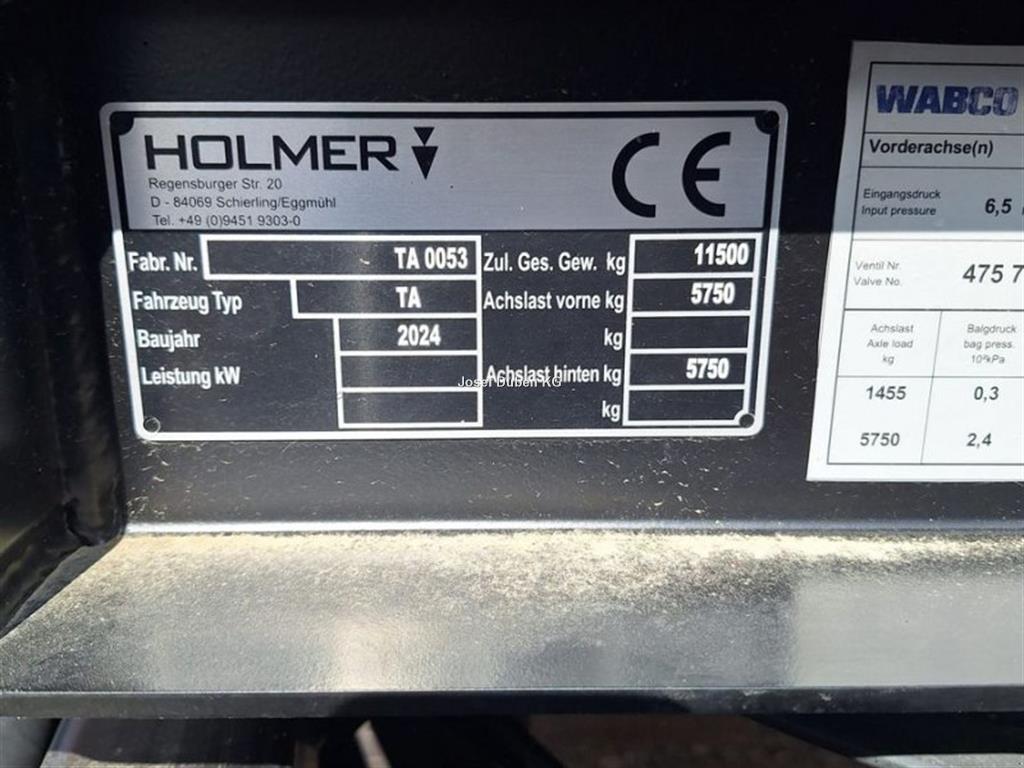 HOLMER
CE
Regensburger Str. 20
D - 84069 Schierling/Eggmühl
Tel. +49 (0)9451 9303-0
Fabr. Nr. TA 0053 Zul. Ges. Gew. kg 11500
Fahrzeug Typ TA Achslast vorne kg 5750
Baujahr 2024 kg
Leistung kW Achslast hinten kg 5750
kg
Josef Duben KG
WABCO
Vorderachse(n)
Eingangsdruck
Input pressure 6,5
Ventil Nr.
Valve No. 475 7
Achslast Balgdruck
Axle load bag press.
kg 10²kPa
1455 0,3
5750 2,4